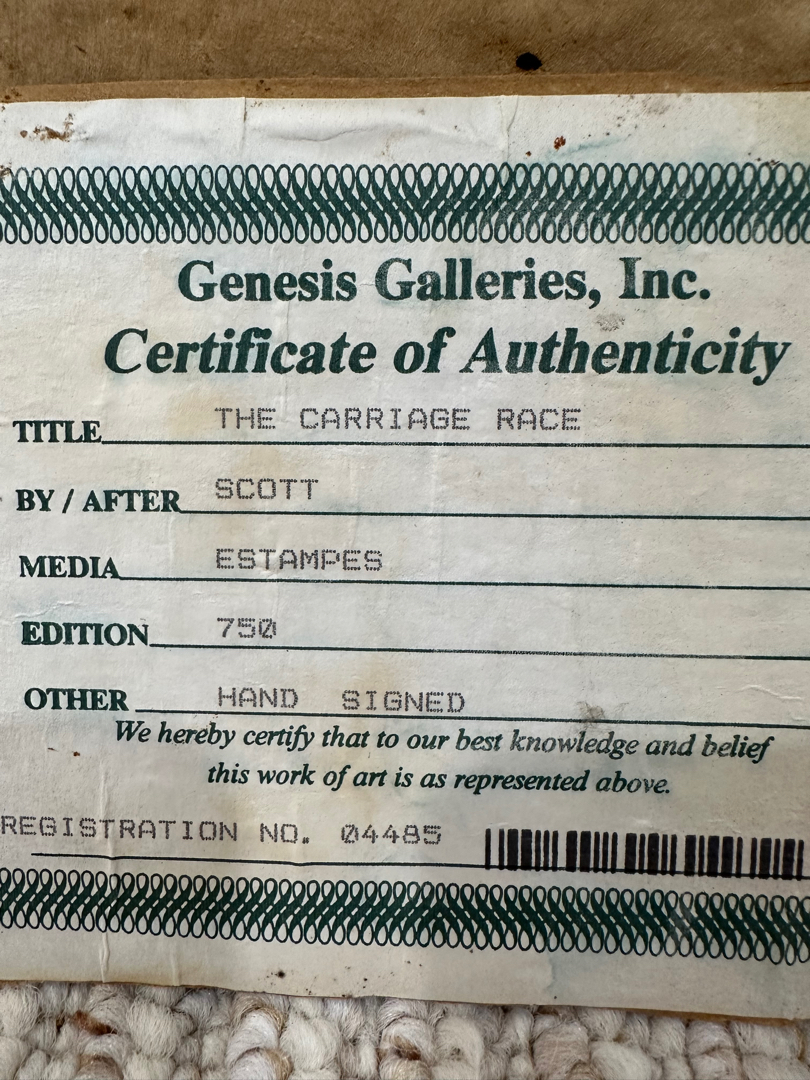 Genesis Galleries, Inc.
Certificate of Authenticity
TITLE THE CARRIAGE RACE
BY / AFTER SCOTT
MEDIA ESTAMPES
EDITION 750
OTHER HAND SIGNED
We hereby certify that to our best knowledge and belief
this work of art is as represented above.
REGISTRATION NO. 04485